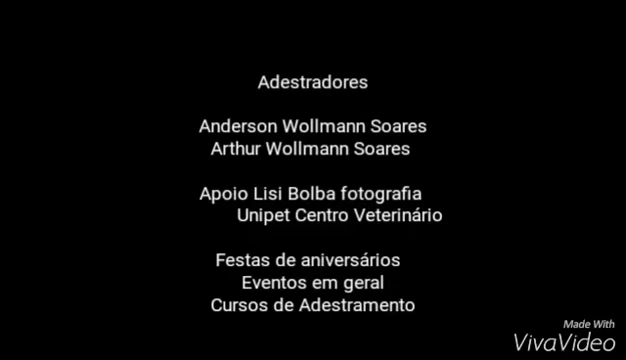 Adestradores
Anderson Wollmann Soares
Arthur Wollmann Soares
Apoio Lisi Bolba fotografia
Unipet Centro Veterinário
Festas de aniversários
Eventos em geral
Cursos de Adestramento
Made With
VivaVideo